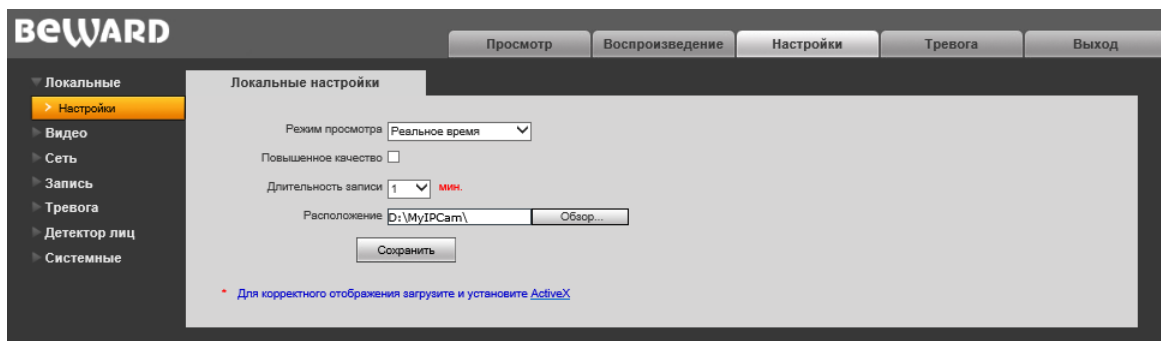 BEWARD
Просмотр Воспроизведение Настройки Тревога Выход
Локальные
Настройки
Видео
Сеть
Запись
Тревога
Детектор лиц
Системные
Локальные настройки
Режим просмотра Реальное время
Повышенное качество
Длительность записи 1 мин.
Расположение D:\MyIPCam\ Обзор...
Сохранить
* Для корректного отображения загрузите и установите ActiveX